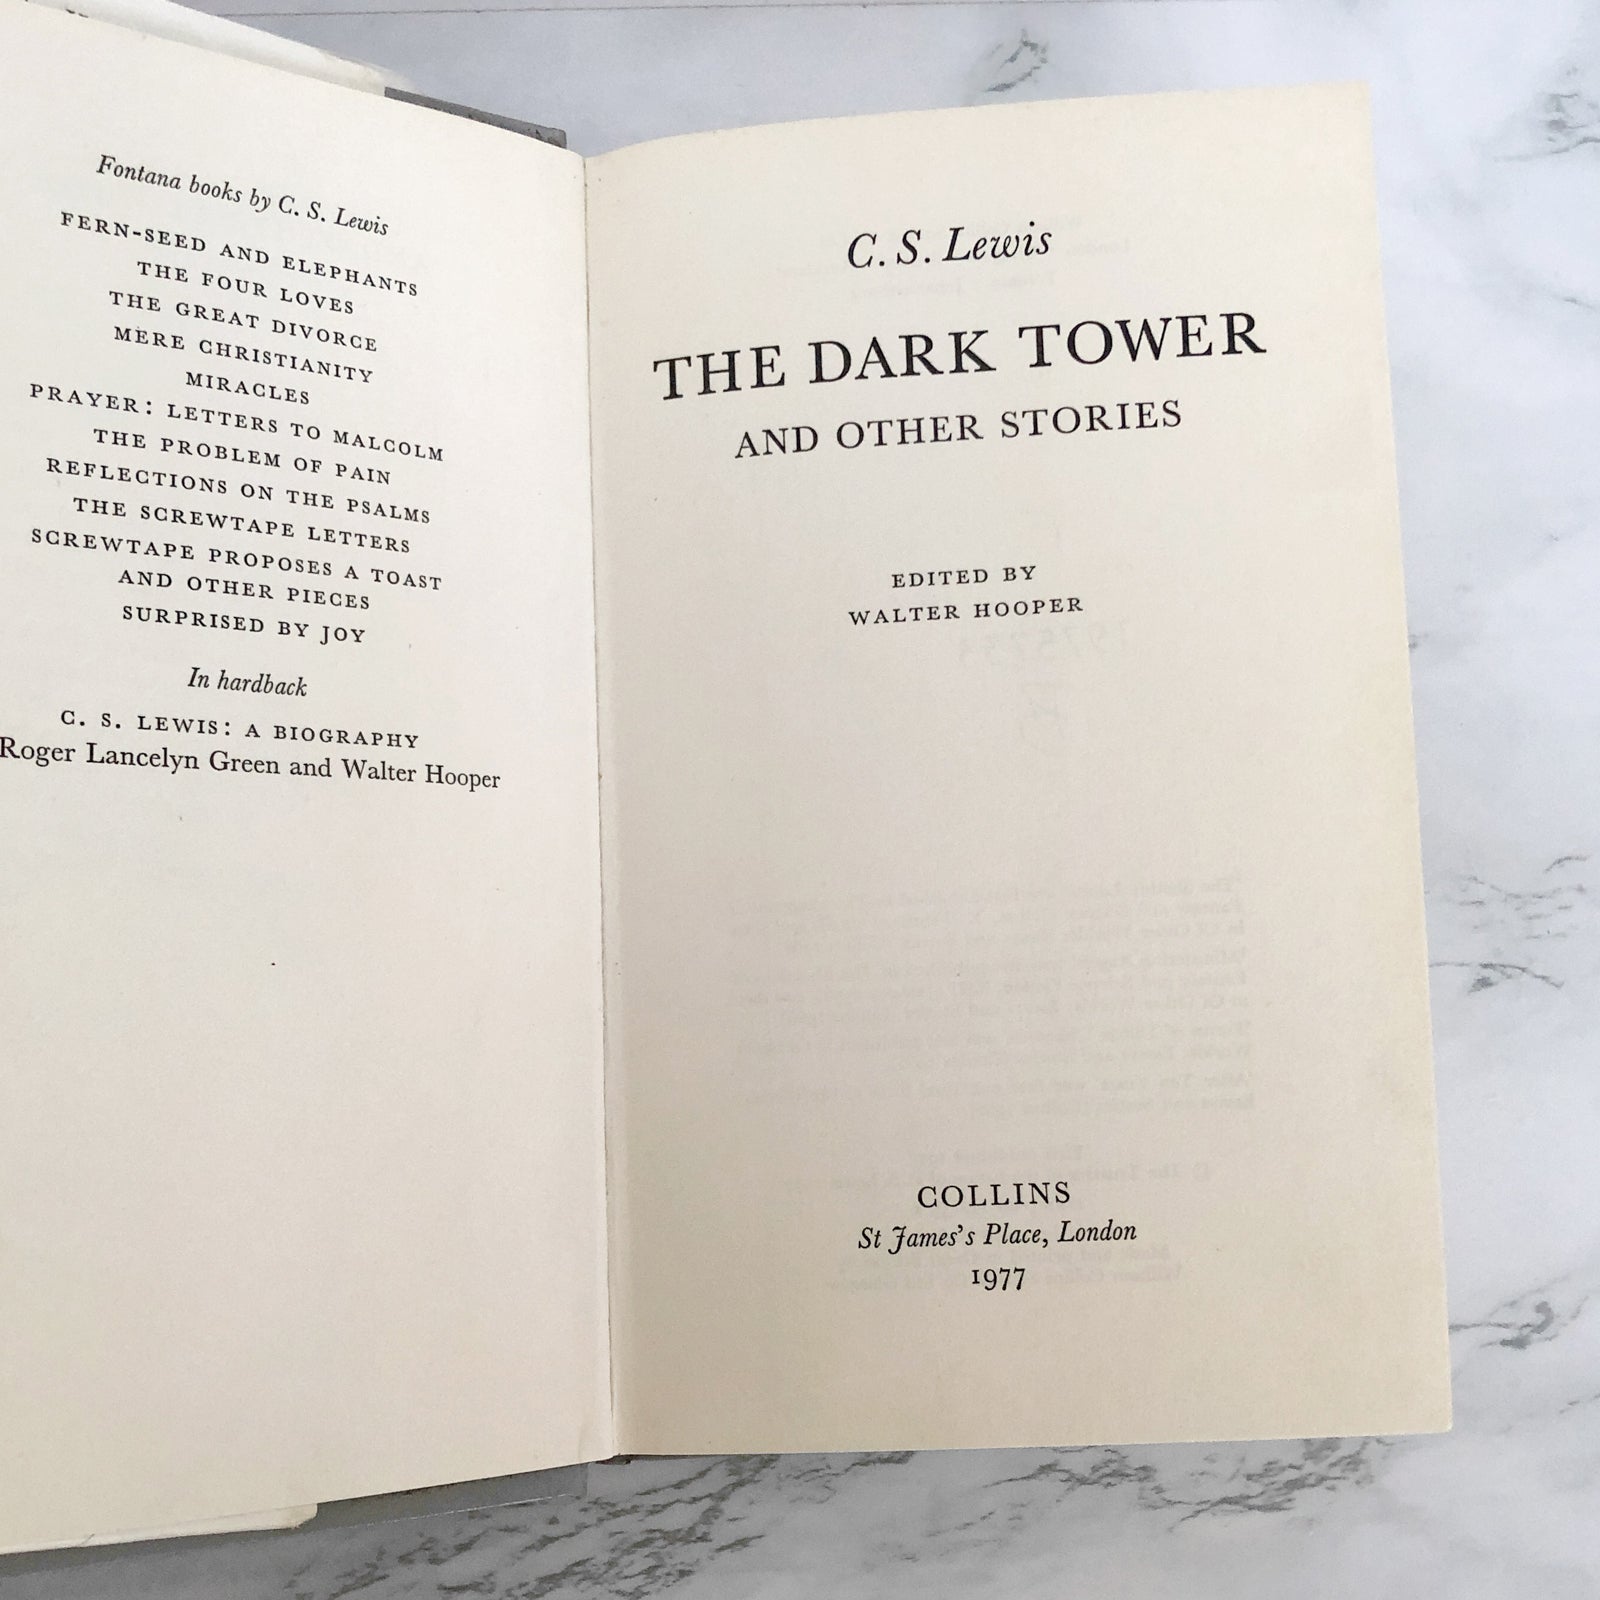 Fontana books by C. S. Lewis
FERN-SEED AND ELEPHANTS
THE FOUR LOVES
THE GREAT DIVORCE
MERE CHRISTIANITY
MIRACLES
PRAYER: LETTERS TO MALCOLM
THE PROBLEM OF PAIN
REFLECTIONS ON THE PSALMS
THE SCREWTAPE LETTERS
SCREWTAPE PROPOSES A TOAST
AND OTHER PIECES
SURPRISED BY JOY
In hardback
C. S. LEWIS: A BIOGRAPHY
Roger Lancelyn Green and Walter Hooper
C. S. Lewis
THE DARK TOWER
AND OTHER STORIES
EDITED BY
WALTER HOOPER
COLLINS
St James's Place, London
1977